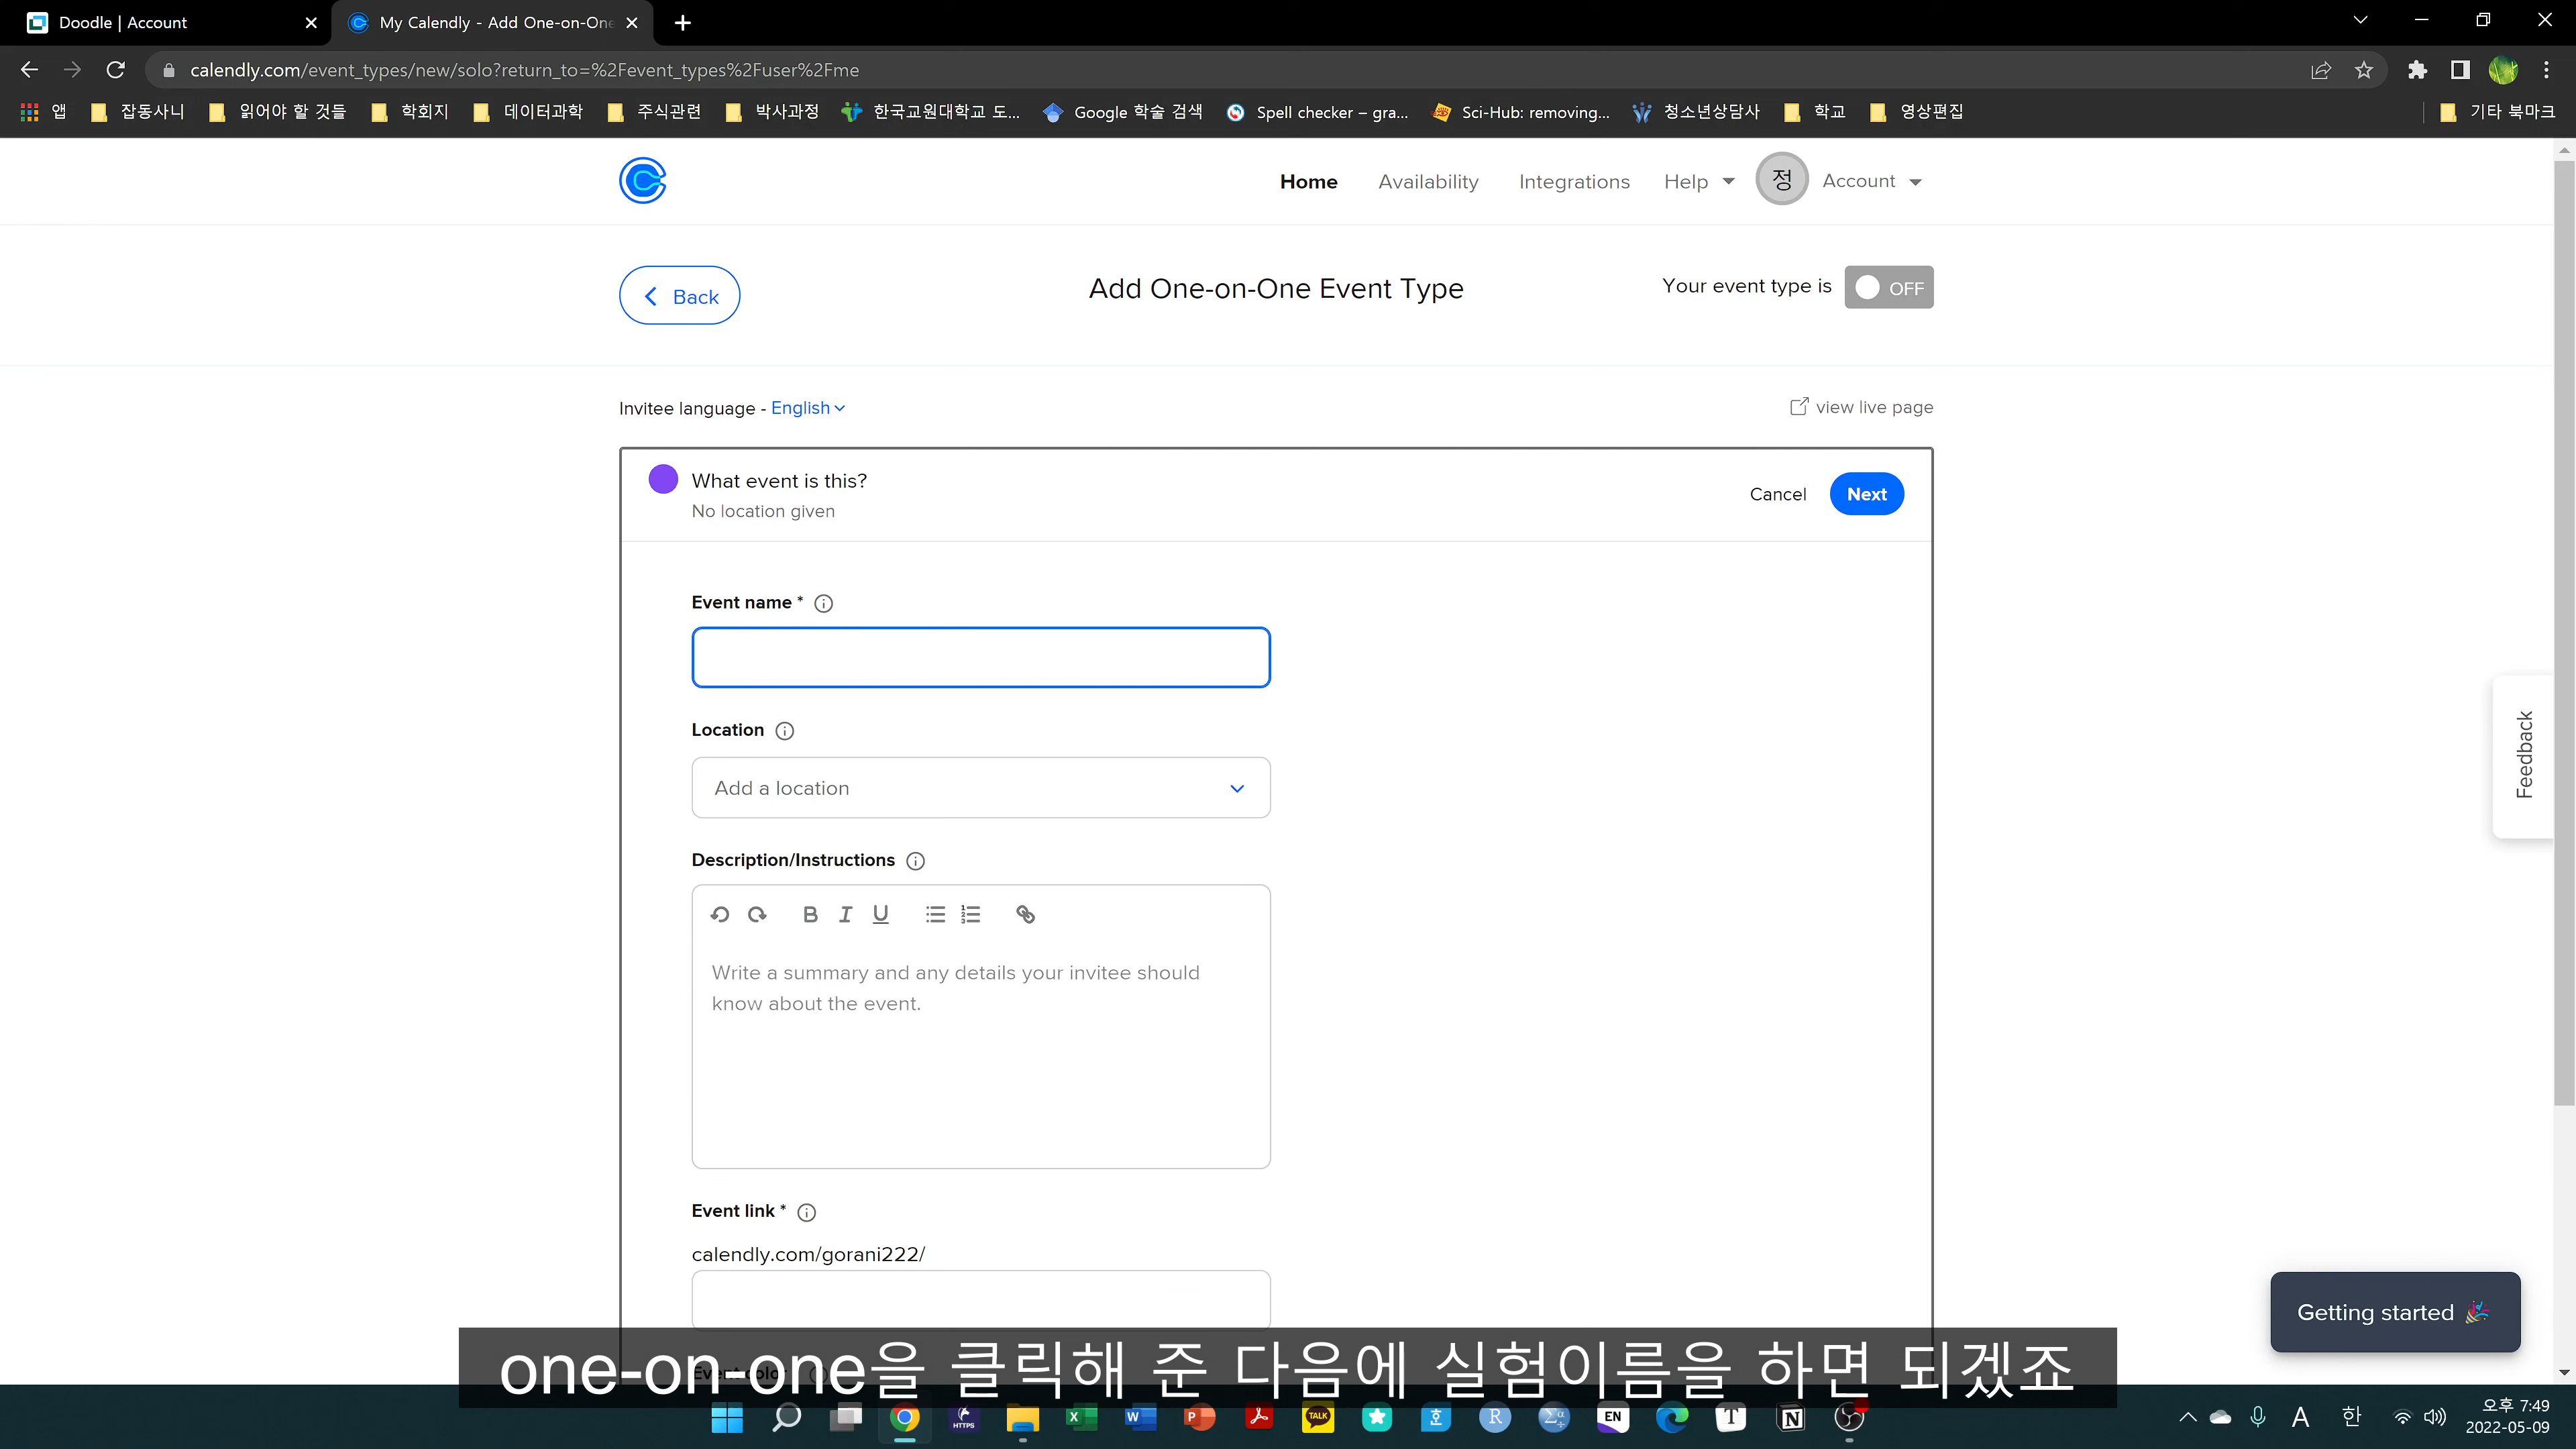 Doodle | Account
My Calendly - Add One-on-One
calendly.com/event_types/new/solo?return_to=%2Fevent_types%2Fuser%2Fme
앱 잡동사니 읽어야 할 것들 학회지 데이터과학 주식관련 박사과정 한국교원대학교 도... Google 학술 검색 Spell checker – gra... Sci-Hub: removing... 청소년상담사 학교 영상편집 기타 북마크
Home Availability Integrations Help 정 Account
Back
Add One-on-One Event Type
Your event type is OFF
Invitee language - English
view live page
What event is this?
No location given
Cancel Next
Event name *
Location
Add a location
Description/Instructions
B I U
Write a summary and any details your invitee should
know about the event.
Event link *
calendly.com/gorani222/
Feedback
Getting started
Event color
one-on-one을 클릭해 준 다음에 실험이름을 하면 되겠죠
HTTPS
TALK
EN
A 한
오후 7:49
2022-05-09